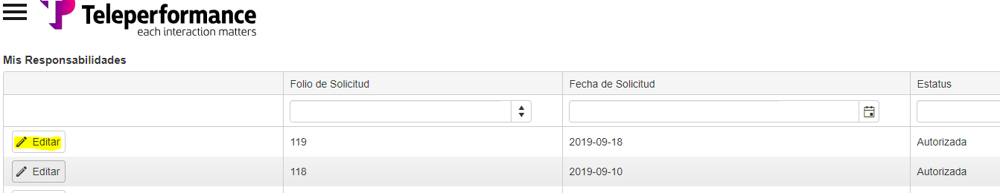 Teleperformance
each interaction matters
Mis Responsabilidades
Folio de Solicitud Fecha de Solicitud Estatus
Editar 119 2019-09-18 Autorizada
Editar 118 2019-09-10 Autorizada